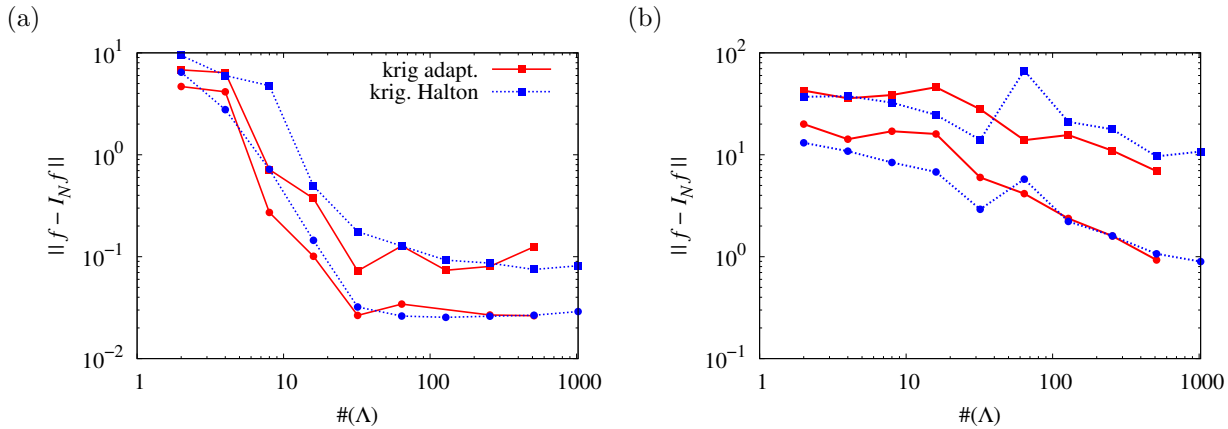 (a)
10^1
10^0
10^-1
10^-2
|| f − I_N f ||
krig adapt.
krig. Halton
1 10 100 1000
#(Λ)
(b)
10^2
10^1
10^0
10^-1
|| f − I_N f ||
1 10 100 1000
#(Λ)